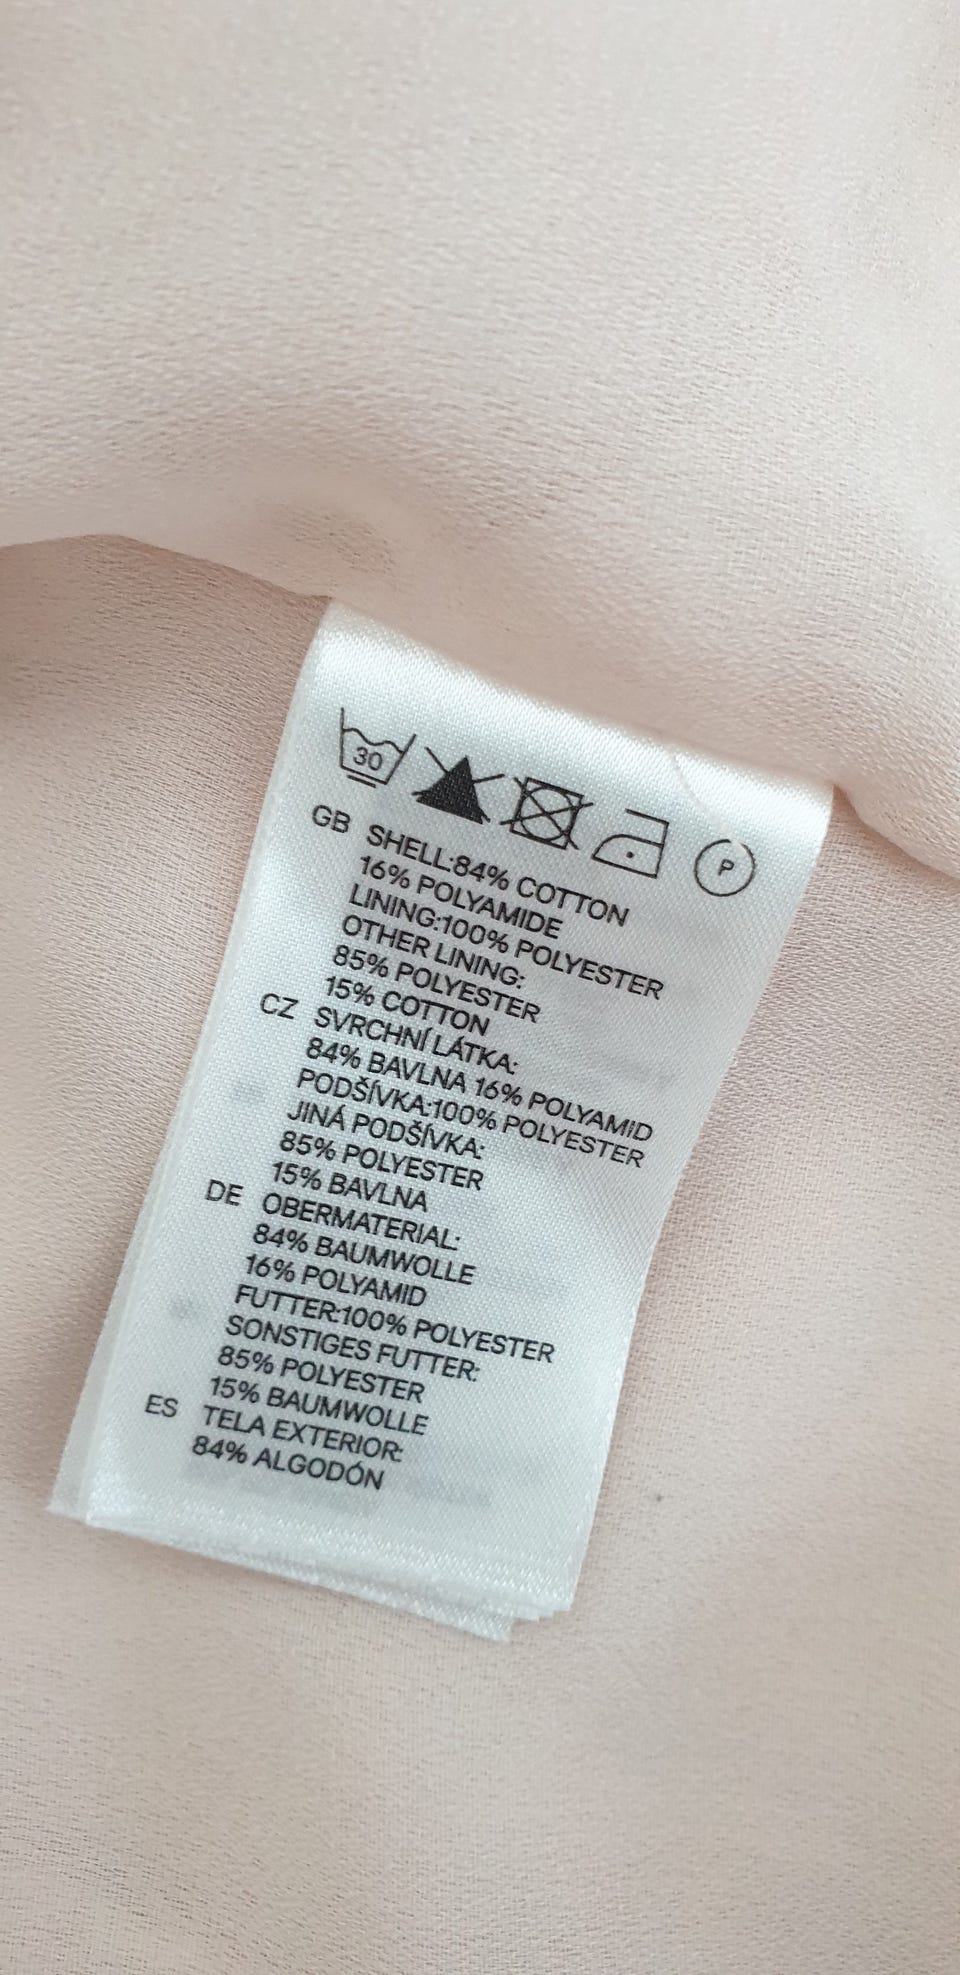 30
P
GB SHELL:84% COTTON
16% POLYAMIDE
LINING:100% POLYESTER
OTHER LINING:
85% POLYESTER
15% COTTON
CZ SVRCHNÍ LÁTKA:
84% BAVLNA 16% POLYAMID
PODŠÍVKA:100% POLYESTER
JINÁ PODŠÍVKA:
85% POLYESTER
15% BAVLNA
DE OBERMATERIAL:
84% BAUMWOLLE
16% POLYAMID
FUTTER:100% POLYESTER
SONSTIGES FUTTER:
85% POLYESTER
15% BAUMWOLLE
ES TELA EXTERIOR:
84% ALGODÓN